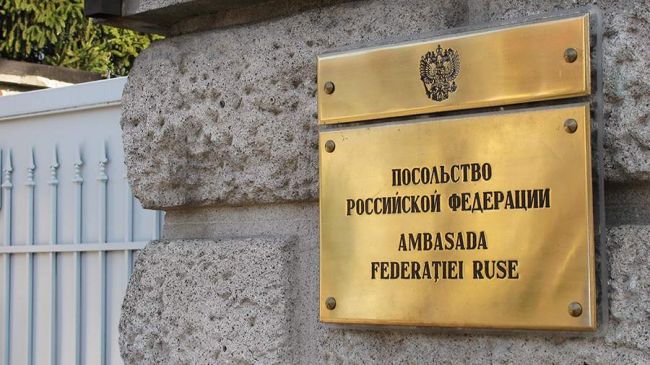 ПОСОЛЬСТВО
РОССИЙСКОЙ ФЕДЕРАЦИИ
AMBASADA
FEDERAȚIEI RUSE